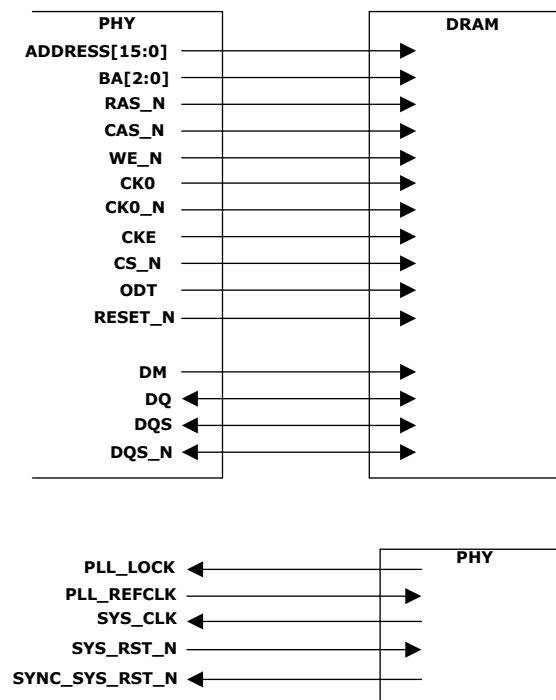 PHY DRAM
ADDRESS[15:0]
BA[2:0]
RAS_N
CAS_N
WE_N
CK0
CK0_N
CKE
CS_N
ODT
RESET_N
DM
DQ
DQS
DQS_N
PHY
PLL_LOCK
PLL_REFCLK
SYS_CLK
SYS_RST_N
SYNC_SYS_RST_N